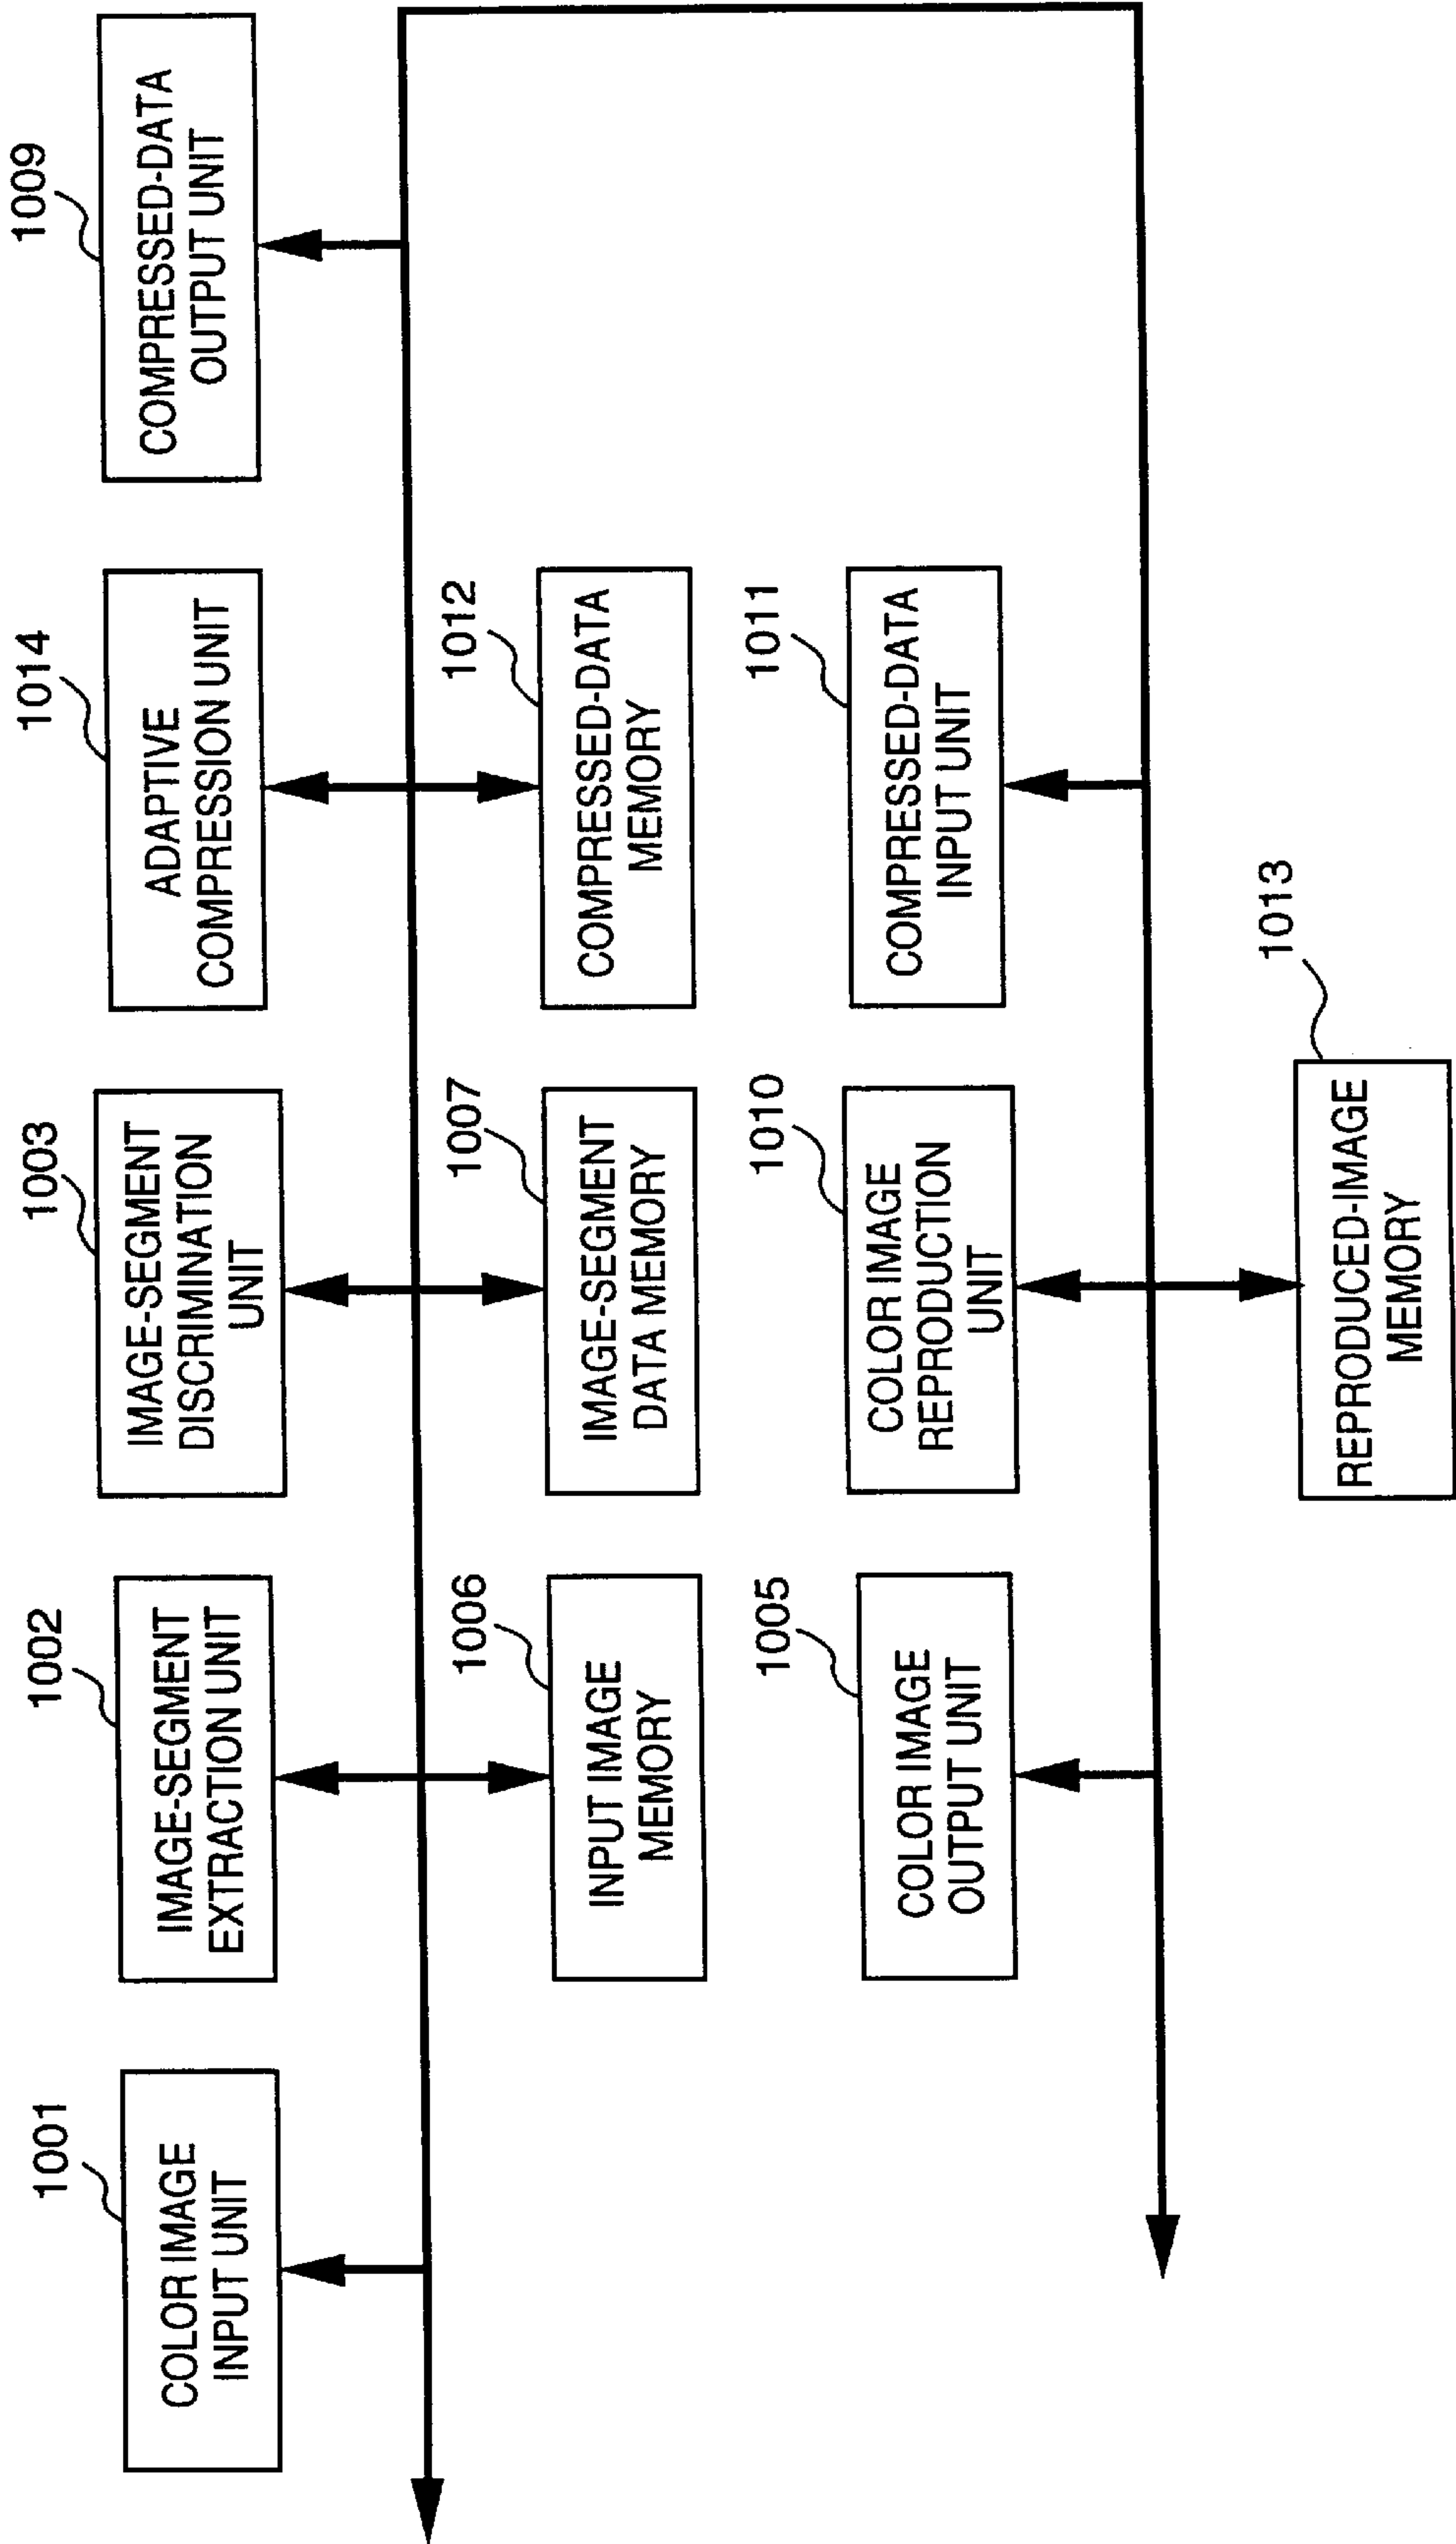 1001
COLOR IMAGE
INPUT UNIT
1002
IMAGE-SEGMENT
EXTRACTION UNIT
1003
IMAGE-SEGMENT
DISCRIMINATION
UNIT
1014
ADAPTIVE
COMPRESSION UNIT
1009
COMPRESSED-DATA
OUTPUT UNIT
1006
INPUT IMAGE
MEMORY
1007
IMAGE-SEGMENT
DATA MEMORY
1012
COMPRESSED-DATA
MEMORY
1005
COLOR IMAGE
OUTPUT UNIT
1010
COLOR IMAGE
REPRODUCTION
UNIT
1011
COMPRESSED-DATA
INPUT UNIT
1013
REPRODUCED-IMAGE
MEMORY